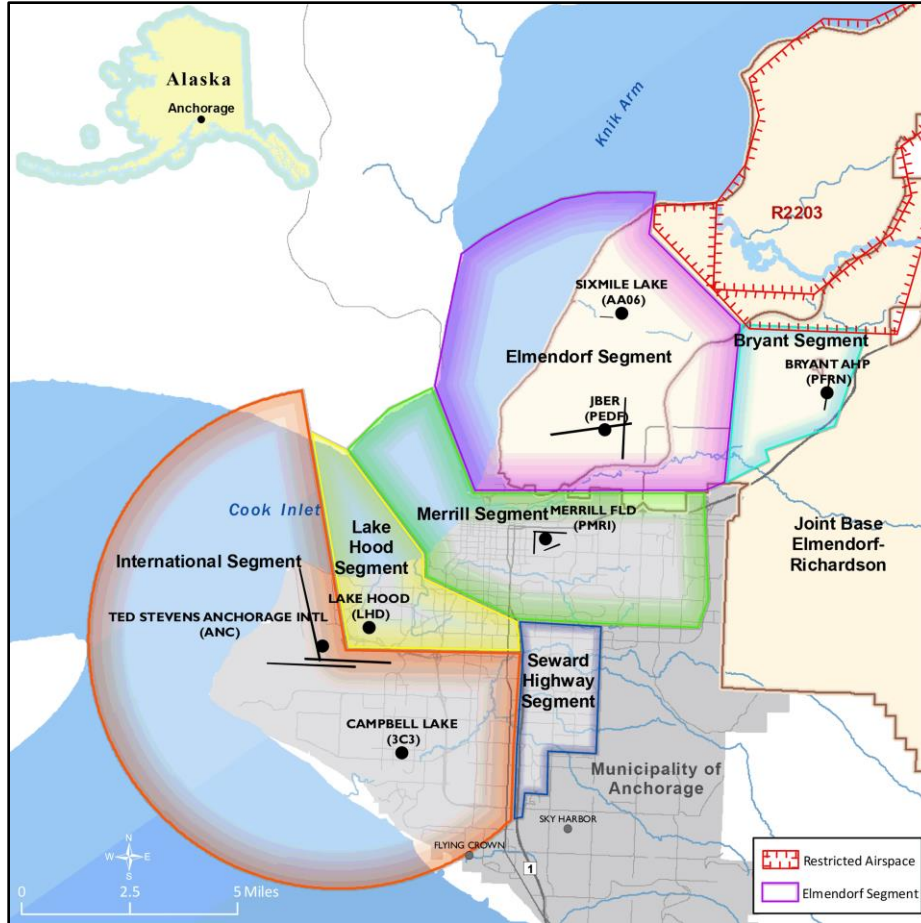 Alaska
Anchorage
Knik Arm
R2203
SIXMILE LAKE
(AA06)
Elmendorf Segment
Bryant Segment
BRYANT AHP
(PFRN)
JBER
(PEDF)
Cook Inlet
Lake
Hood
Segment
Merrill Segment
MERRILL FLD
(PMRI)
Joint Base
Elmendorf-
Richardson
International Segment
LAKE HOOD
(LHD)
TED STEVENS ANCHORAGE INTL
(ANC)
Seward
Highway
Segment
CAMPBELL LAKE
(3C3)
Municipality of
Anchorage
SKY HARBOR
FLYING CROWN
1
N
W E
S
0 2.5 5 Miles
Restricted Airspace
Elmendorf Segment